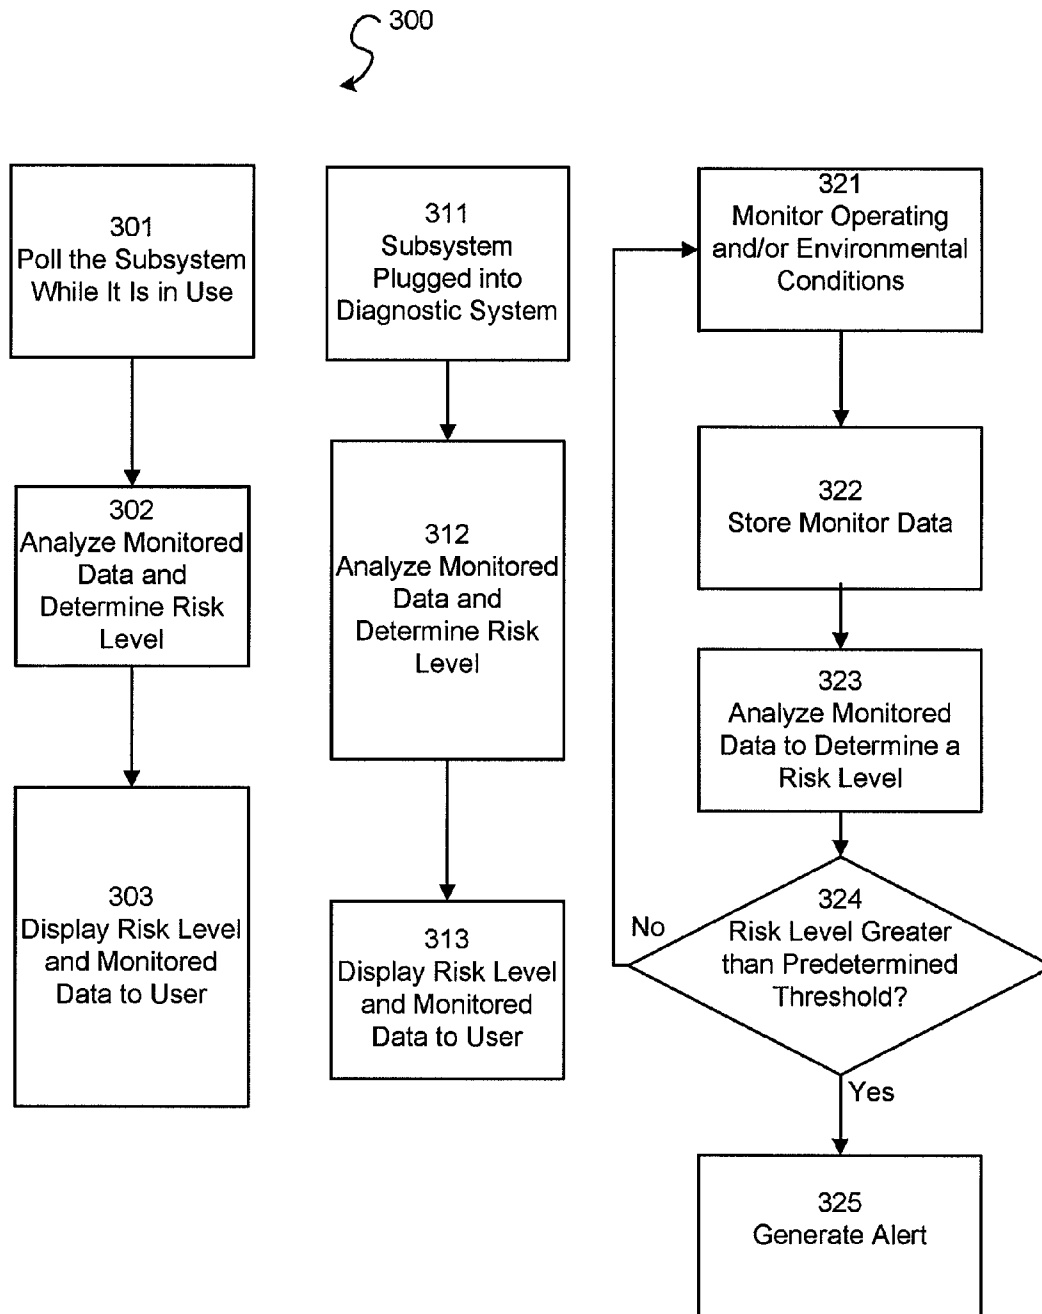 300
301
Poll the Subsystem
While It Is in Use
302
Analyze Monitored
Data and
Determine Risk
Level
303
Display Risk Level
and Monitored
Data to User
311
Subsystem
Plugged into
Diagnostic System
312
Analyze Monitored
Data and
Determine Risk
Level
313
Display Risk Level
and Monitored
Data to User
321
Monitor Operating
and/or Environmental
Conditions
322
Store Monitor Data
323
Analyze Monitored
Data to Determine a
Risk Level
324
Risk Level Greater
than Predetermined
Threshold?
No
Yes
325
Generate Alert